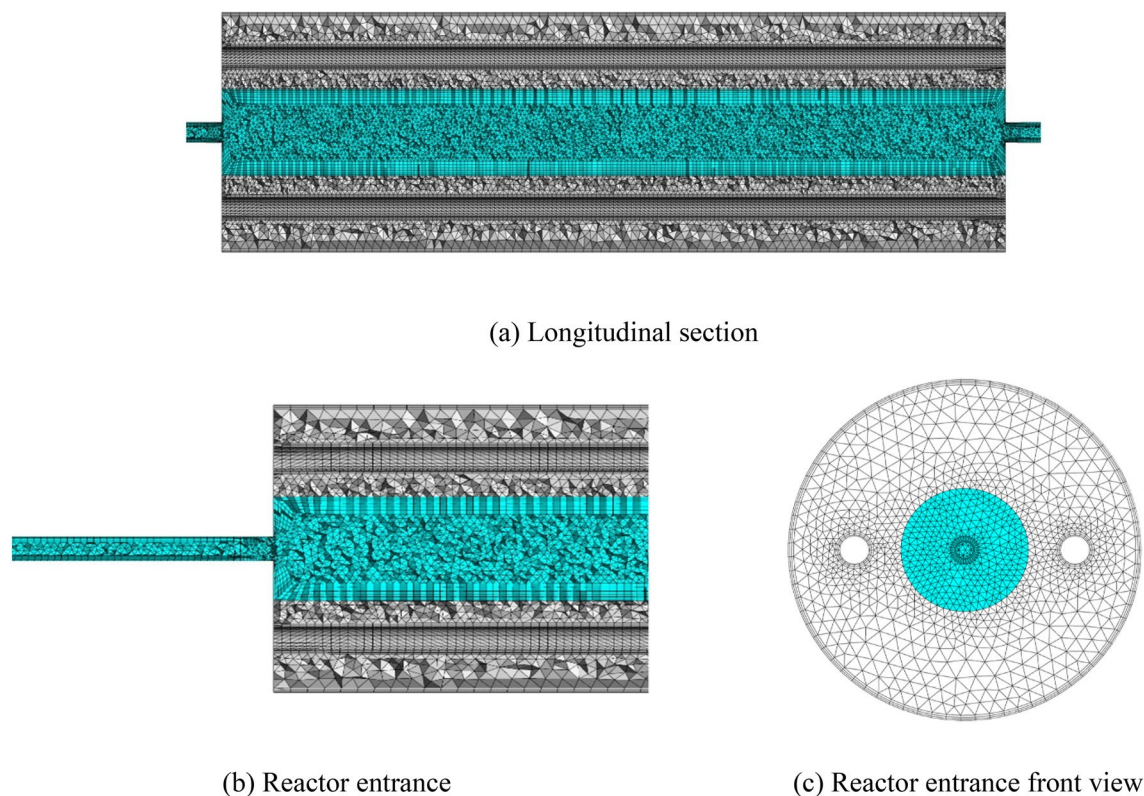 (a) Longitudinal section
(b) Reactor entrance
(c) Reactor entrance front view